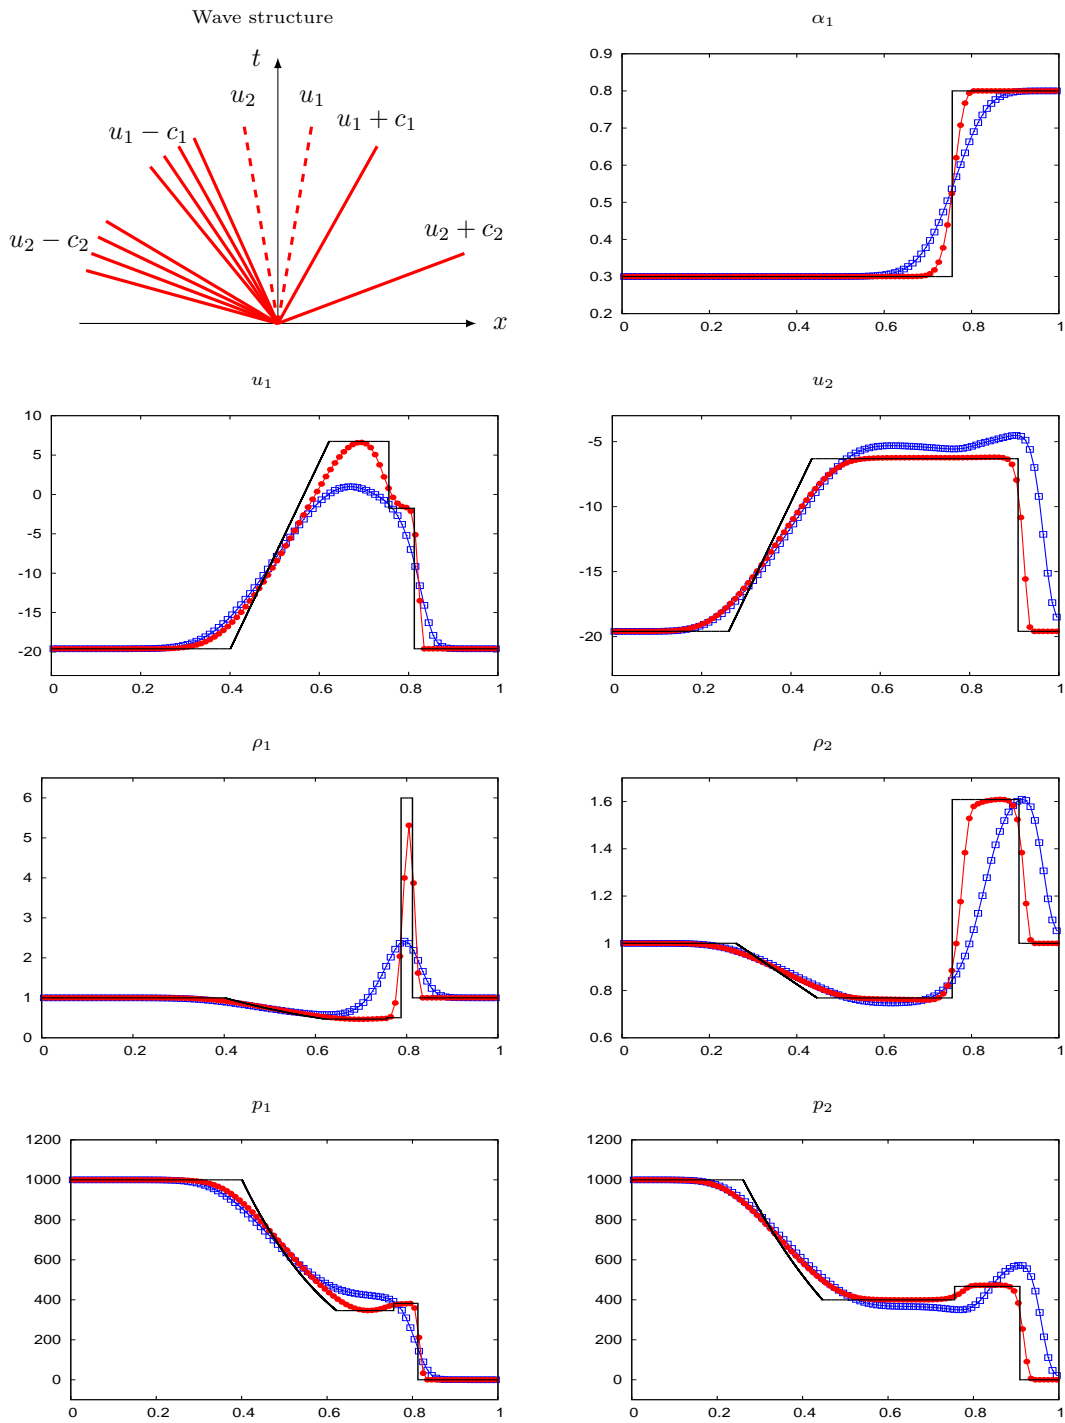 Wave structure
t
u₂
u₁
u₁ + c₁
u₁ − c₁
u₂ + c₂
u₂ − c₂
x
α₁
0.9
0.8
0.7
0.6
0.5
0.4
0.3
0.2
0 0.2 0.4 0.6 0.8 1
u₁
10
5
0
-5
-10
-15
-20
0 0.2 0.4 0.6 0.8 1
u₂
-5
-10
-15
-20
0 0.2 0.4 0.6 0.8 1
ρ₁
6
5
4
3
2
1
0
0 0.2 0.4 0.6 0.8 1
ρ₂
1.6
1.4
1.2
1
0.8
0.6
0 0.2 0.4 0.6 0.8 1
p₁
1200
1000
800
600
400
200
0
0 0.2 0.4 0.6 0.8 1
p₂
1200
1000
800
600
400
200
0
0 0.2 0.4 0.6 0.8 1